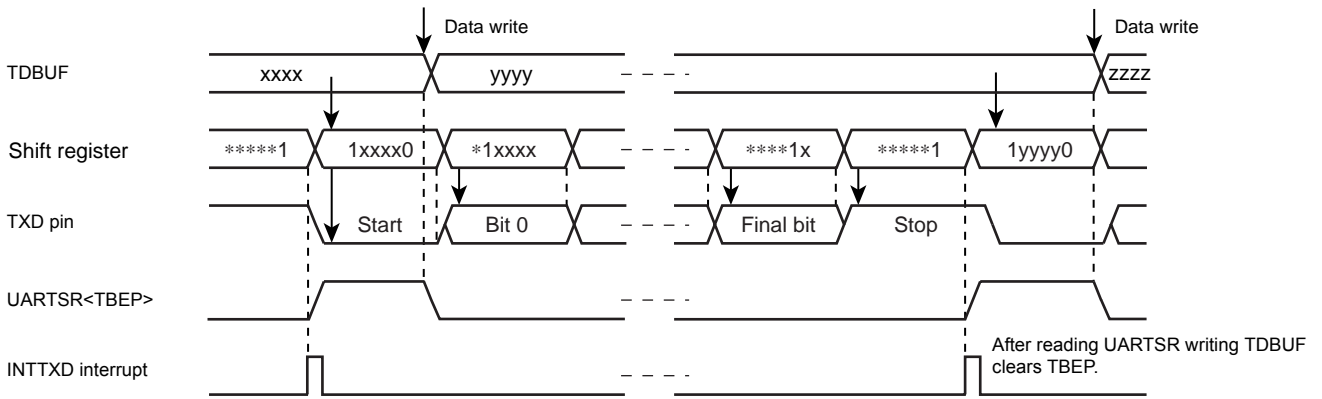 Data write Data write
TDBUF xxxx yyyy zzzz
Shift register *****1 1xxxx0 *1xxxx ****1x *****1 1yyyy0
TXD pin Start Bit 0 Final bit Stop
UARTSR<TBEP>
After reading UARTSR writing TDBUF
INTTXD interrupt clears TBEP.